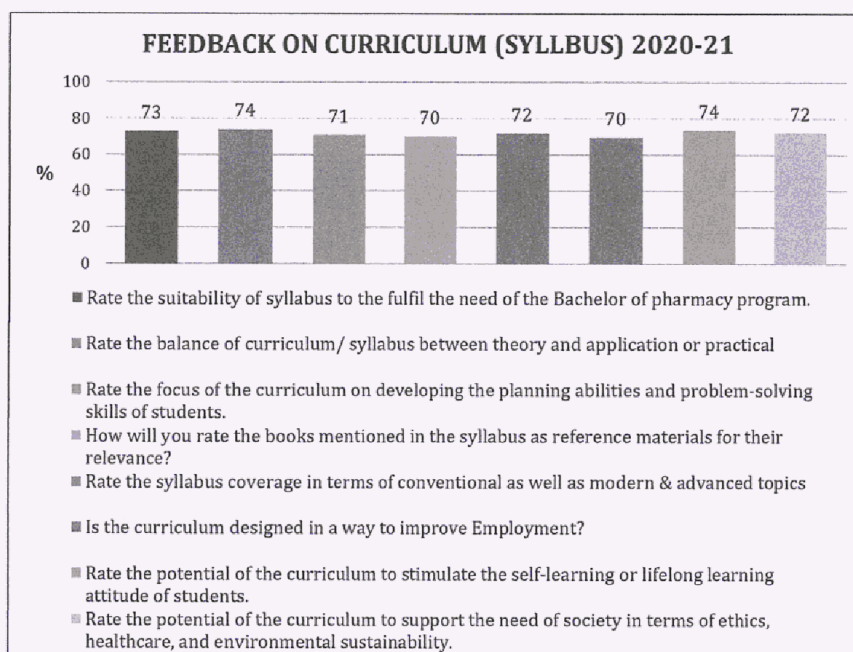 FEEDBACK ON CURRICULUM (SYLLBUS) 2020-21
100
80
60
40
20
0
%
73
74
71
70
72
70
74
72
■ Rate the suitability of syllabus to the fulfil the need of the Bachelor of pharmacy program.
■ Rate the balance of curriculum/ syllabus between theory and application or practical
■ Rate the focus of the curriculum on developing the planning abilities and problem-solving
skills of students.
■ How will you rate the books mentioned in the syllabus as reference materials for their
relevance?
■ Rate the syllabus coverage in terms of conventional as well as modern & advanced topics
■ Is the curriculum designed in a way to improve Employment?
■ Rate the potential of the curriculum to stimulate the self-learning or lifelong learning
attitude of students.
■ Rate the potential of the curriculum to support the need of society in terms of ethics,
healthcare, and environmental sustainability.